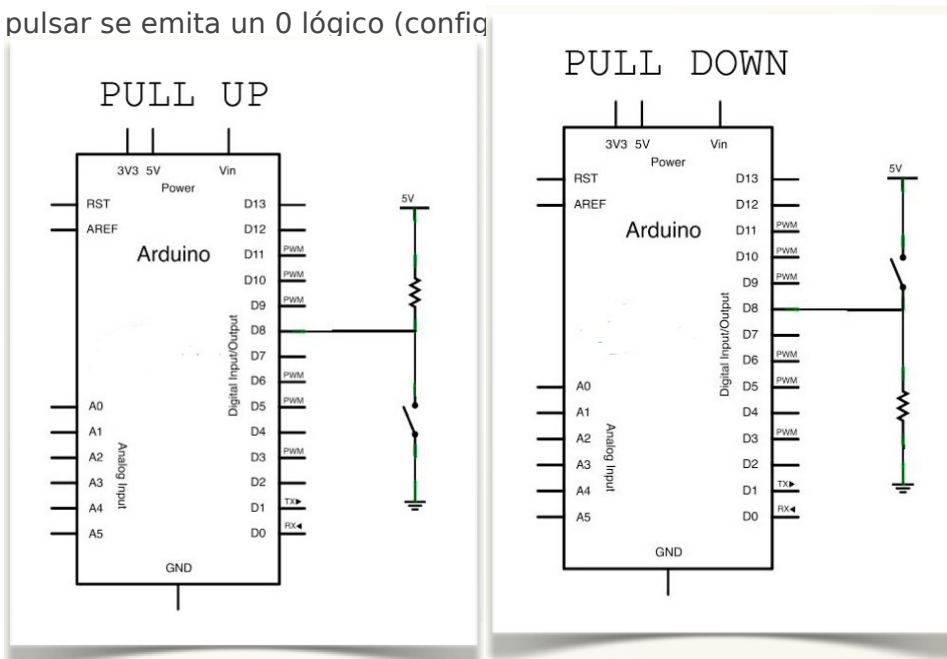 pulsar se emita un 0 lógico (config
PULL UP
3V3 5V Vin
Power
RST D13
AREF D12
Arduino D11 PWM
D10 PWM
D9 PWM
D8
D7
D6 PWM
A0 D5 PWM
A1 D4
A2 D3 PWM
A3 D2
A4 D1 TX▶
A5 D0 RX◀
Digital Input/Output
Analog Input
GND
5V
PULL DOWN
3V3 5V Vin
Power
RST D13
AREF D12
Arduino D11 PWM
D10 PWM
D9 PWM
D8
D7
D6 PWM
A0 D5 PWM
A1 D4
A2 D3 PWM
A3 D2
A4 D1 TX▶
A5 D0 RX◀
Digital Input/Output
Analog Input
GND
5V